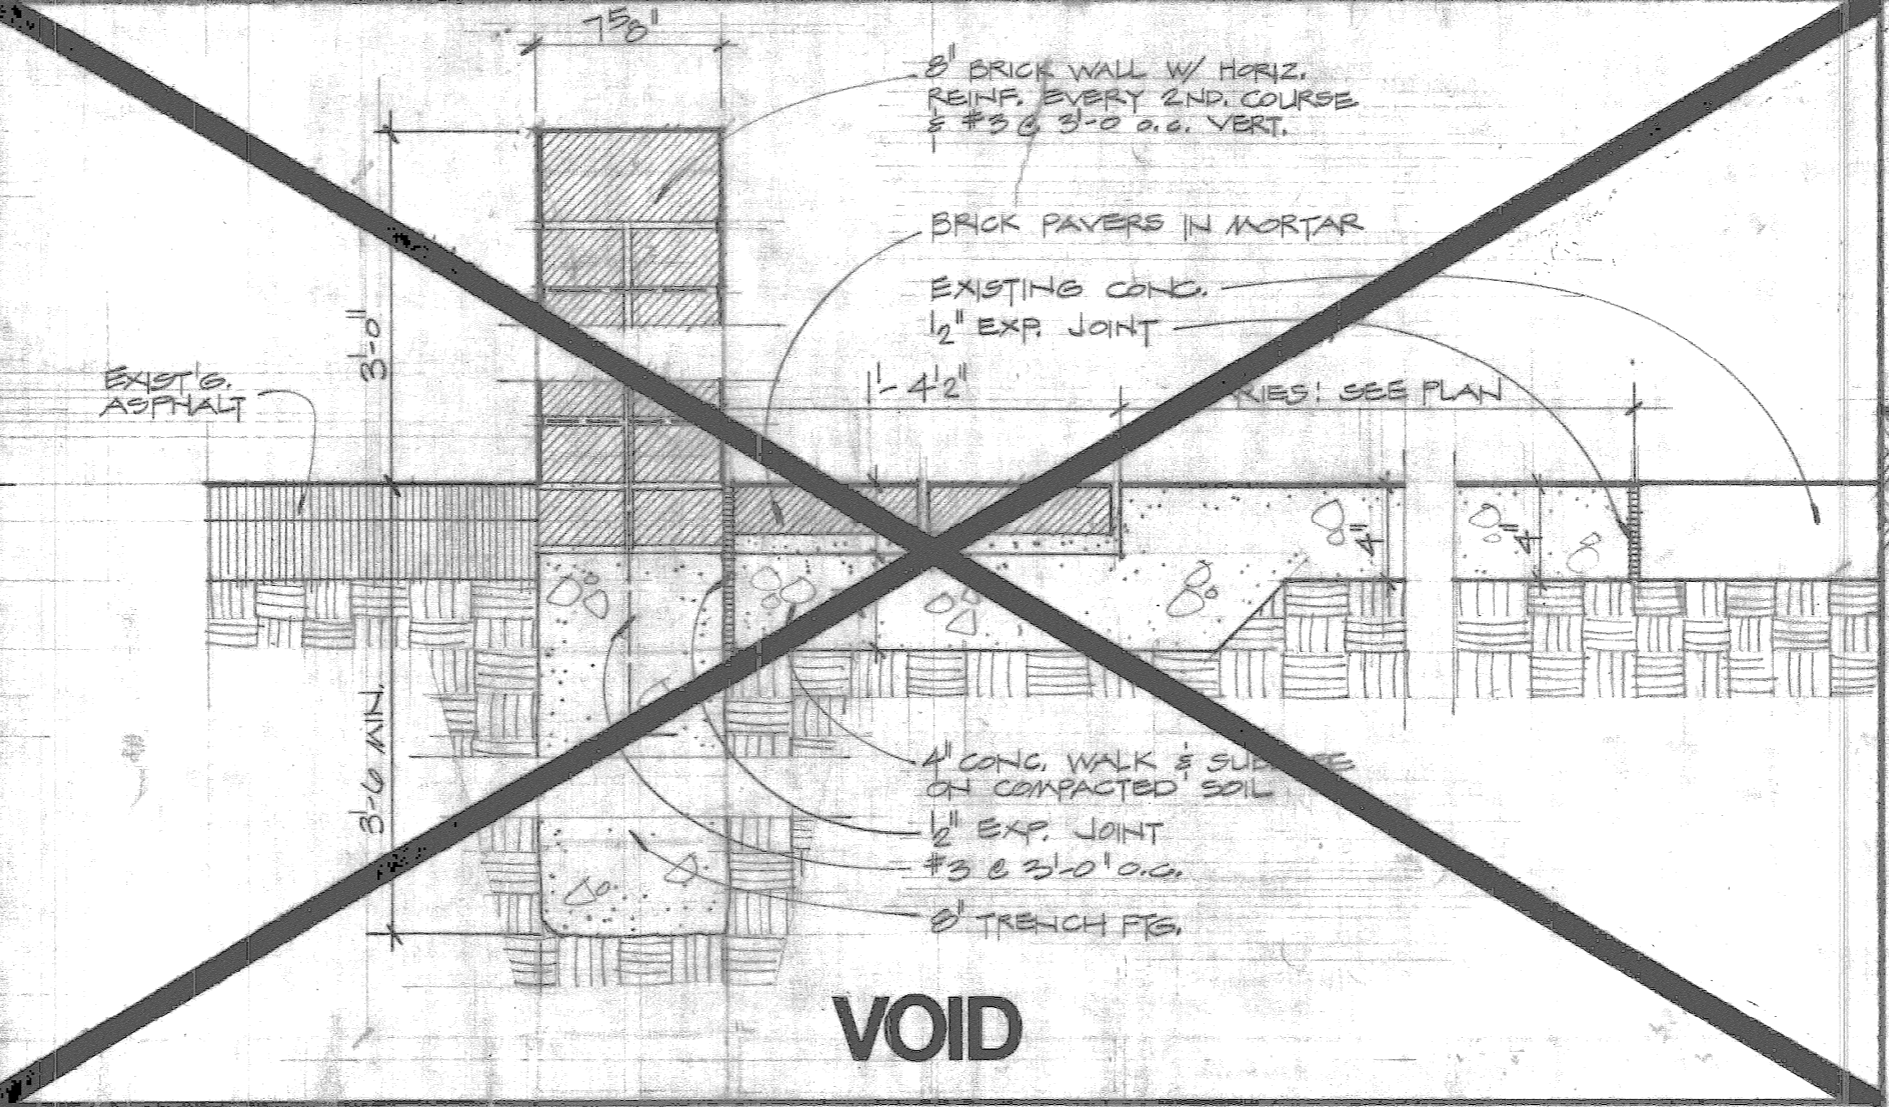 7 5/8"
8" BRICK WALL W/ HORIZ.
REINF. EVERY 2ND. COURSE
& #3 @ 3'-0 o.c. VERT.
BRICK PAVERS IN MORTAR
EXISTING CONC.
1/2" EXP. JOINT
3'-0"
EXIST'G.
ASPHALT
1'-4 1/2"
SEE PLAN
4"
4"
3'-6 MIN.
4" CONC. WALK &
ON COMPACTED SOIL
1/2" EXP. JOINT
#3 @ 3'-0" O.C.
8" TRENCH FTG.
VOID